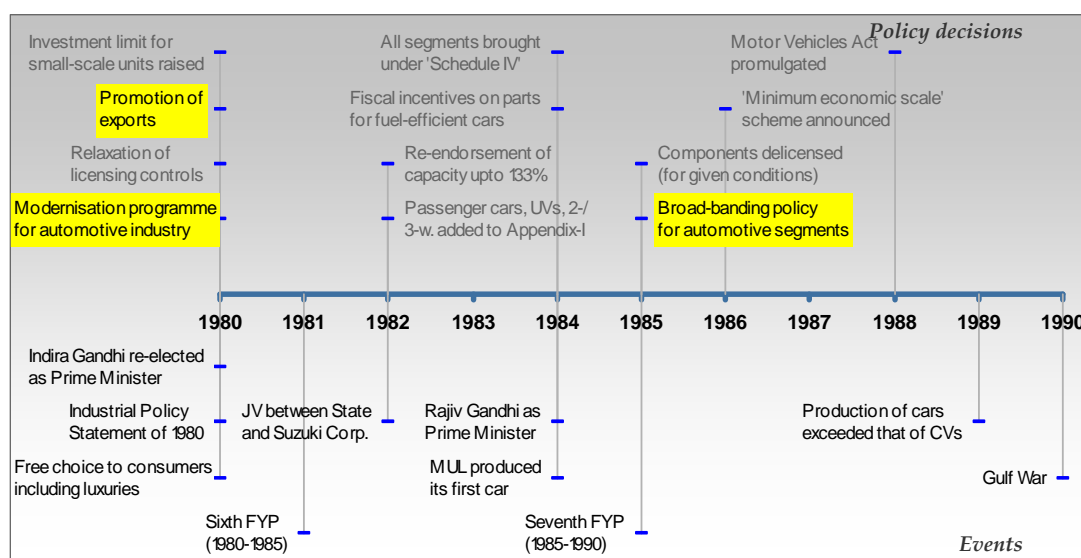 Policy decisions
Investment limit for
small-scale units raised
All segments brought
under 'Schedule IV'
Motor Vehicles Act
promulgated
Promotion of
exports
Fiscal incentives on parts
for fuel-efficient cars
'Minimum economic scale'
scheme announced
Relaxation of
licensing controls
Re-endorsement of
capacity upto 133%
Components delicensed
(for given conditions)
Modernisation programme
for automotive industry
Passenger cars, UVs, 2-/
3-w. added to Appendix-I
Broad-banding policy
for automotive segments
1980 1981 1982 1983 1984 1985 1986 1987 1988 1989 1990
Indira Gandhi re-elected
as Prime Minister
Industrial Policy
Statement of 1980
JV between State
and Suzuki Corp.
Rajiv Gandhi as
Prime Minister
Production of cars
exceeded that of CVs
Free choice to consumers
including luxuries
MUL produced
its first car
Gulf War
Sixth FYP
(1980-1985)
Seventh FYP
(1985-1990)
Events